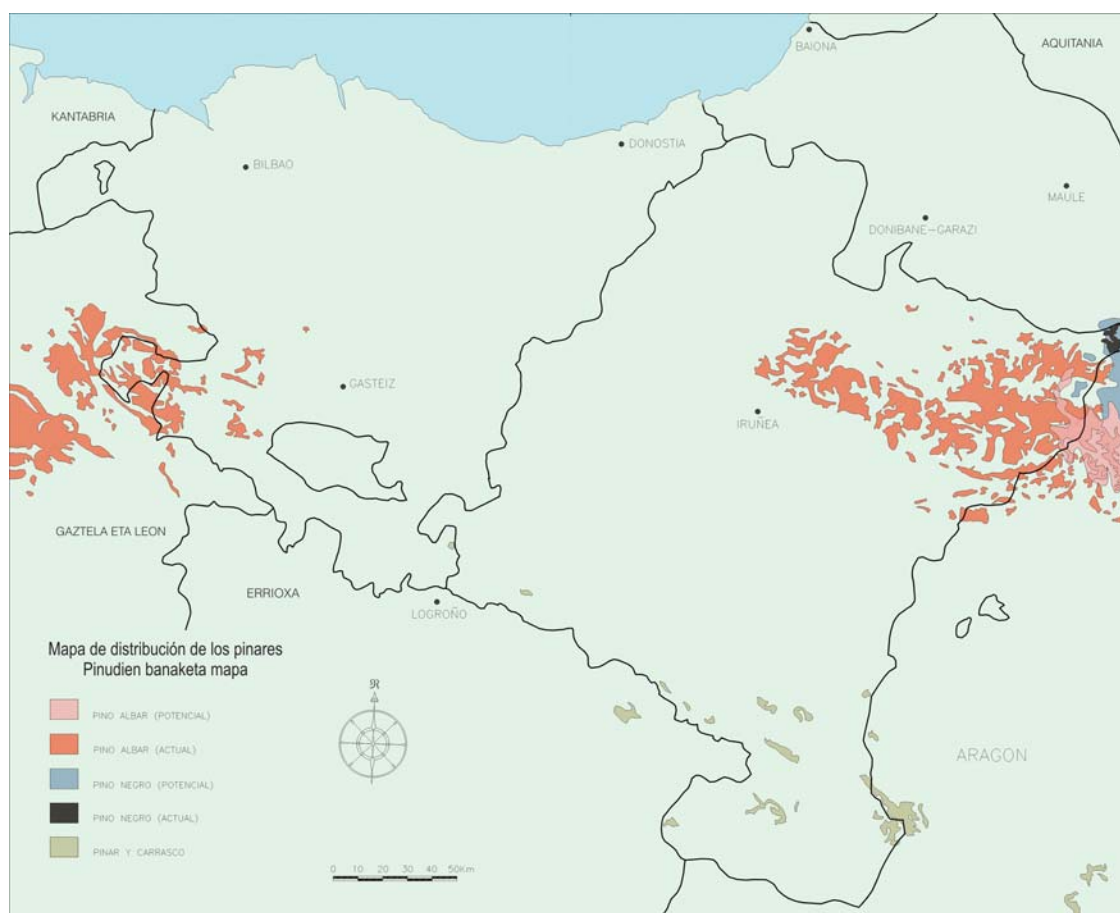 BAIONA
AQUITANIA
KANTABRIA
DONOSTIA
BILBAO
MAULE
DONIBANE-GARAZI
GASTEIZ
IRUÑEA
GAZTELA ETA LEON
ERRIOXA
LOGROÑO
Mapa de distribución de los pinares
Pinudien banaketa mapa
PINO ALBAR (POTENCIAL)
PINO ALBAR (ACTUAL)
PINO NEGRO (POTENCIAL)
PINO NEGRO (ACTUAL)
PINAR Y CARRASCO
ARAGON
0 10 20 30 40 50Km